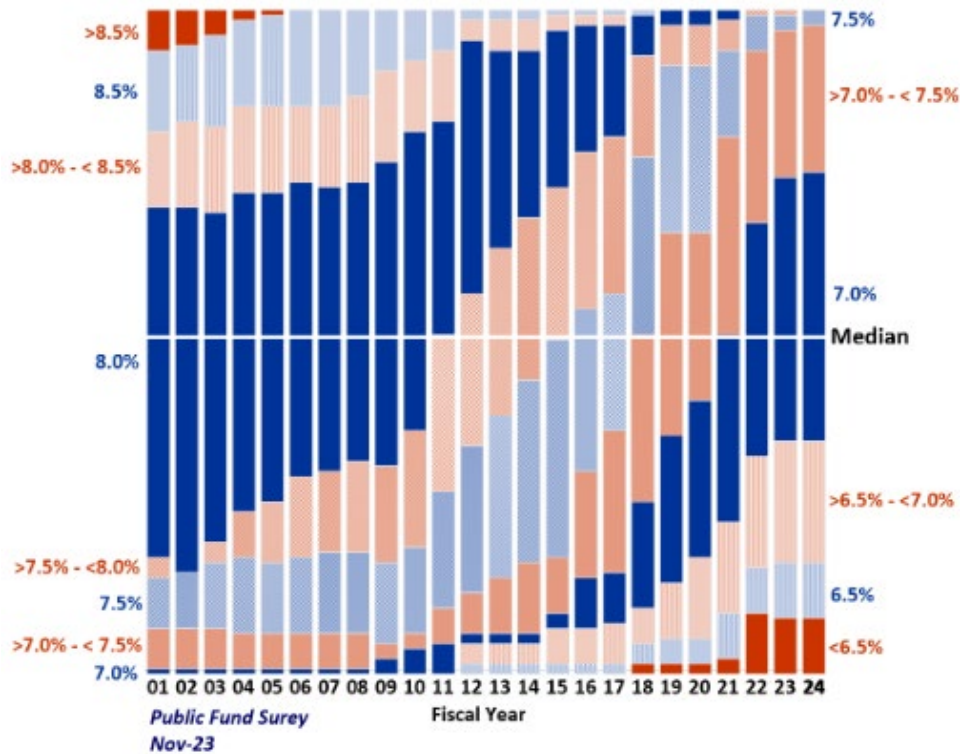 >8.5%
8.5%
>8.0% - < 8.5%
8.0%
>7.5% - <8.0%
7.5%
>7.0% - < 7.5%
7.0%
7.5%
>7.0% - < 7.5%
7.0%
Median
>6.5% - <7.0%
6.5%
<6.5%
01 02 03 04 05 06 07 08 09 10 11 12 13 14 15 16 17 18 19 20 21 22 23 24
Fiscal Year
Public Fund Surey
Nov-23